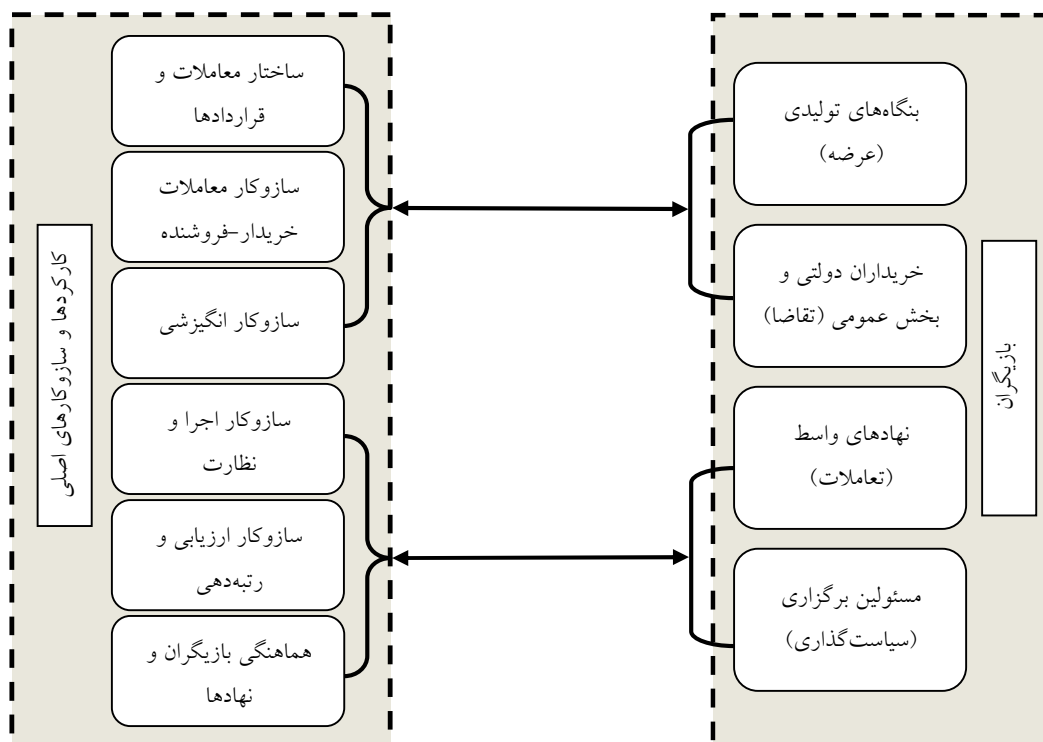 بازیگران
بنگاه‌های تولیدی
(عرضه)
خریداران دولتی و
بخش عمومی (تقاضا)
نهادهای واسط
(تعاملات)
مسئولین برگزاری
(سیاست‌گذاری)
ساختار معاملات و
قراردادها
سازوکار معاملات
خریدار-فروشنده
سازوکار انگیزشی
سازوکار اجرا و
نظارت
سازوکار ارزیابی و
رتبه‌دهی
هماهنگی بازیگران و
نهادها
کارکردها و سازوکارهای اصلی